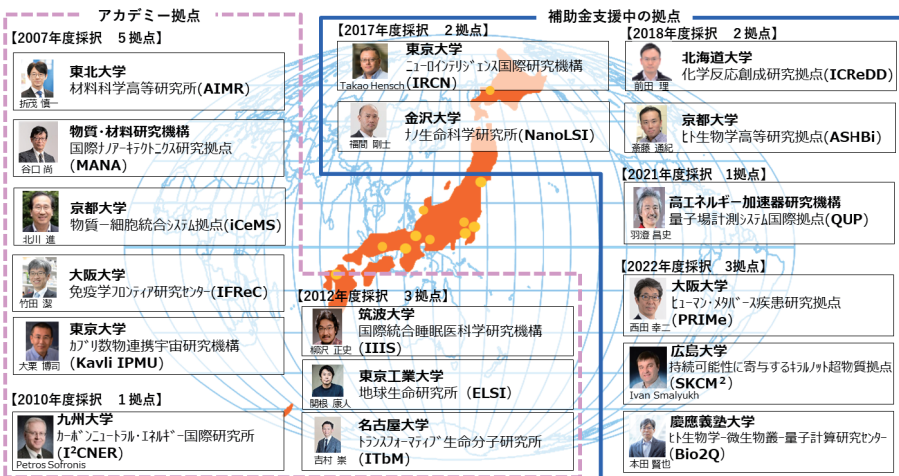 アカデミー拠点
【2007年度採択　5拠点】
東北大学
材料科学高等研究所(AIMR)
折茂 慎一
物質・材料研究機構
国際ナノアーキテクトニクス研究拠点
(MANA)
谷口 尚
京都大学
物質－細胞統合システム拠点(iCeMS)
北川 進
大阪大学
免疫学フロンティア研究センター(IFReC)
竹田 潔
東京大学
カブリ数物連携宇宙研究機構
(Kavli IPMU)
大栗 博司
【2010年度採択　1拠点】
九州大学
カーボンニュートラル・エネルギー国際研究所
(I²CNER)
Petros Sofronis
【2012年度採択　3拠点】
筑波大学
国際統合睡眠医科学研究機構
(IIIS)
柳沢 正史
東京工業大学
地球生命研究所（ELSI)
関根 康人
名古屋大学
トランスフォーマティブ生命分子研究所
(ITbM)
吉村 崇
補助金支援中の拠点
【2017年度採択　2拠点】
東京大学
ニューロインテリジェンス国際研究機構
(IRCN)
Takao Hensch
金沢大学
ナノ生命科学研究所(NanoLSI)
福間 剛士
【2018年度採択　2拠点】
北海道大学
化学反応創成研究拠点(ICReDD)
前田 理
京都大学
ヒト生物学高等研究拠点(ASHBi)
斎藤 通紀
【2021年度採択　1拠点】
高エネルギー加速器研究機構
量子場計測システム国際拠点(QUP)
羽澄 昌史
【2022年度採択　3拠点】
大阪大学
ヒューマン・メタバース疾患研究拠点
(PRIMe)
西田 幸二
広島大学
持続可能性に寄与するキラルノット超物質拠点
(SKCM²)
Ivan Smalyukh
慶應義塾大学
ヒト生物学-微生物叢-量子計算研究センター
(Bio2Q)
本田 賢也